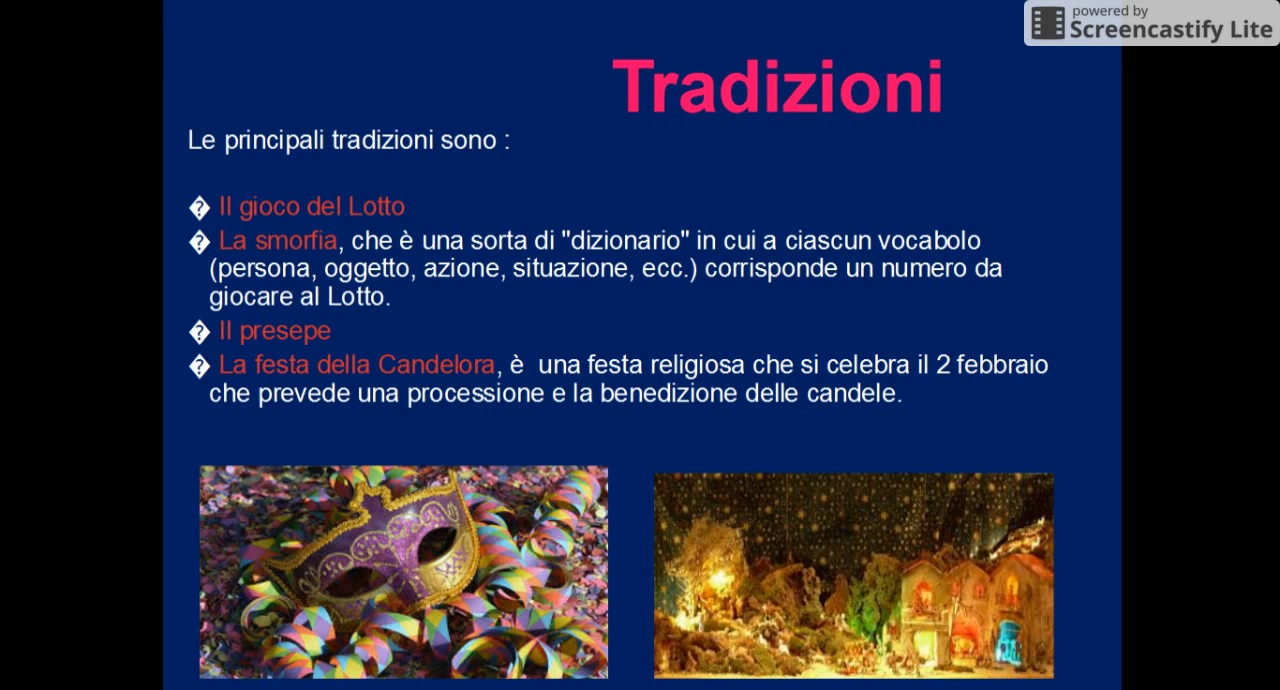 powered by
Screencastify Lite
Tradizioni
Le principali tradizioni sono :
� Il gioco del Lotto
� La smorfia, che è una sorta di "dizionario" in cui a ciascun vocabolo
(persona, oggetto, azione, situazione, ecc.) corrisponde un numero da
giocare al Lotto.
� Il presepe
� La festa della Candelora, è  una festa religiosa che si celebra il 2 febbraio
che prevede una processione e la benedizione delle candele.